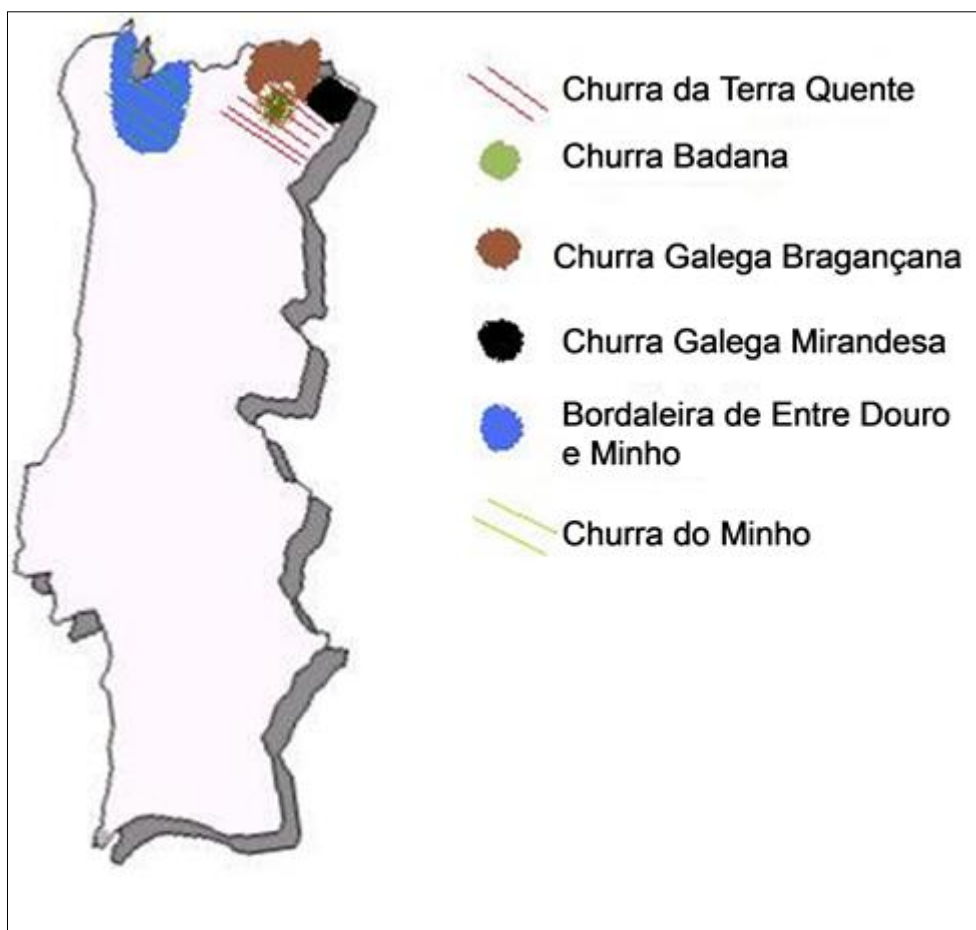 Churra da Terra Quente
Churra Badana
Churra Galega Bragançana
Churra Galega Mirandesa
Bordaleira de Entre Douro
e Minho
Churra do Minho